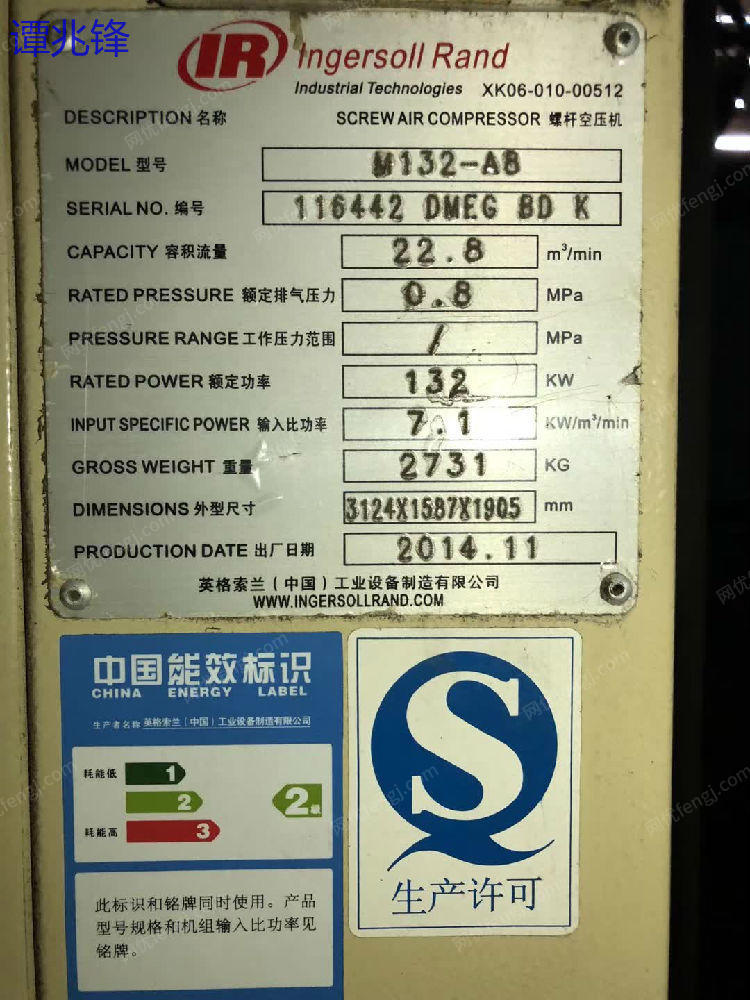 谭兆锋
IR Ingersoll Rand
Industrial Technologies XK06-010-00512
DESCRIPTION 名称 SCREW AIR COMPRESSOR 螺杆空压机
MODEL 型号 M132-A8
SERIAL NO. 编号 116442 DMEG BD K
CAPACITY 容积流量 22.8 m³/min
RATED PRESSURE 额定排气压力 0.8 MPa
PRESSURE RANGE 工作压力范围 / MPa
RATED POWER 额定功率 132 KW
INPUT SPECIFIC POWER 输入比功率 7.1 KW/m³/min
GROSS WEIGHT 重量 2731 KG
DIMENSIONS 外型尺寸 3124X1587X1905 mm
PRODUCTION DATE 出厂日期 2014.11
英格索兰（中国）工业设备制造有限公司
WWW.INGERSOLLRAND.COM
中国能效标识
CHINA ENERGY LABEL
生产者名称 英格索兰（中国）工业设备制造有限公司
耗能低 1
2 2级
耗能高 3
此标识和铭牌同时使用。产品
型号规格和机组输入比功率见
铭牌。
S
生产许可
网优fengj.com